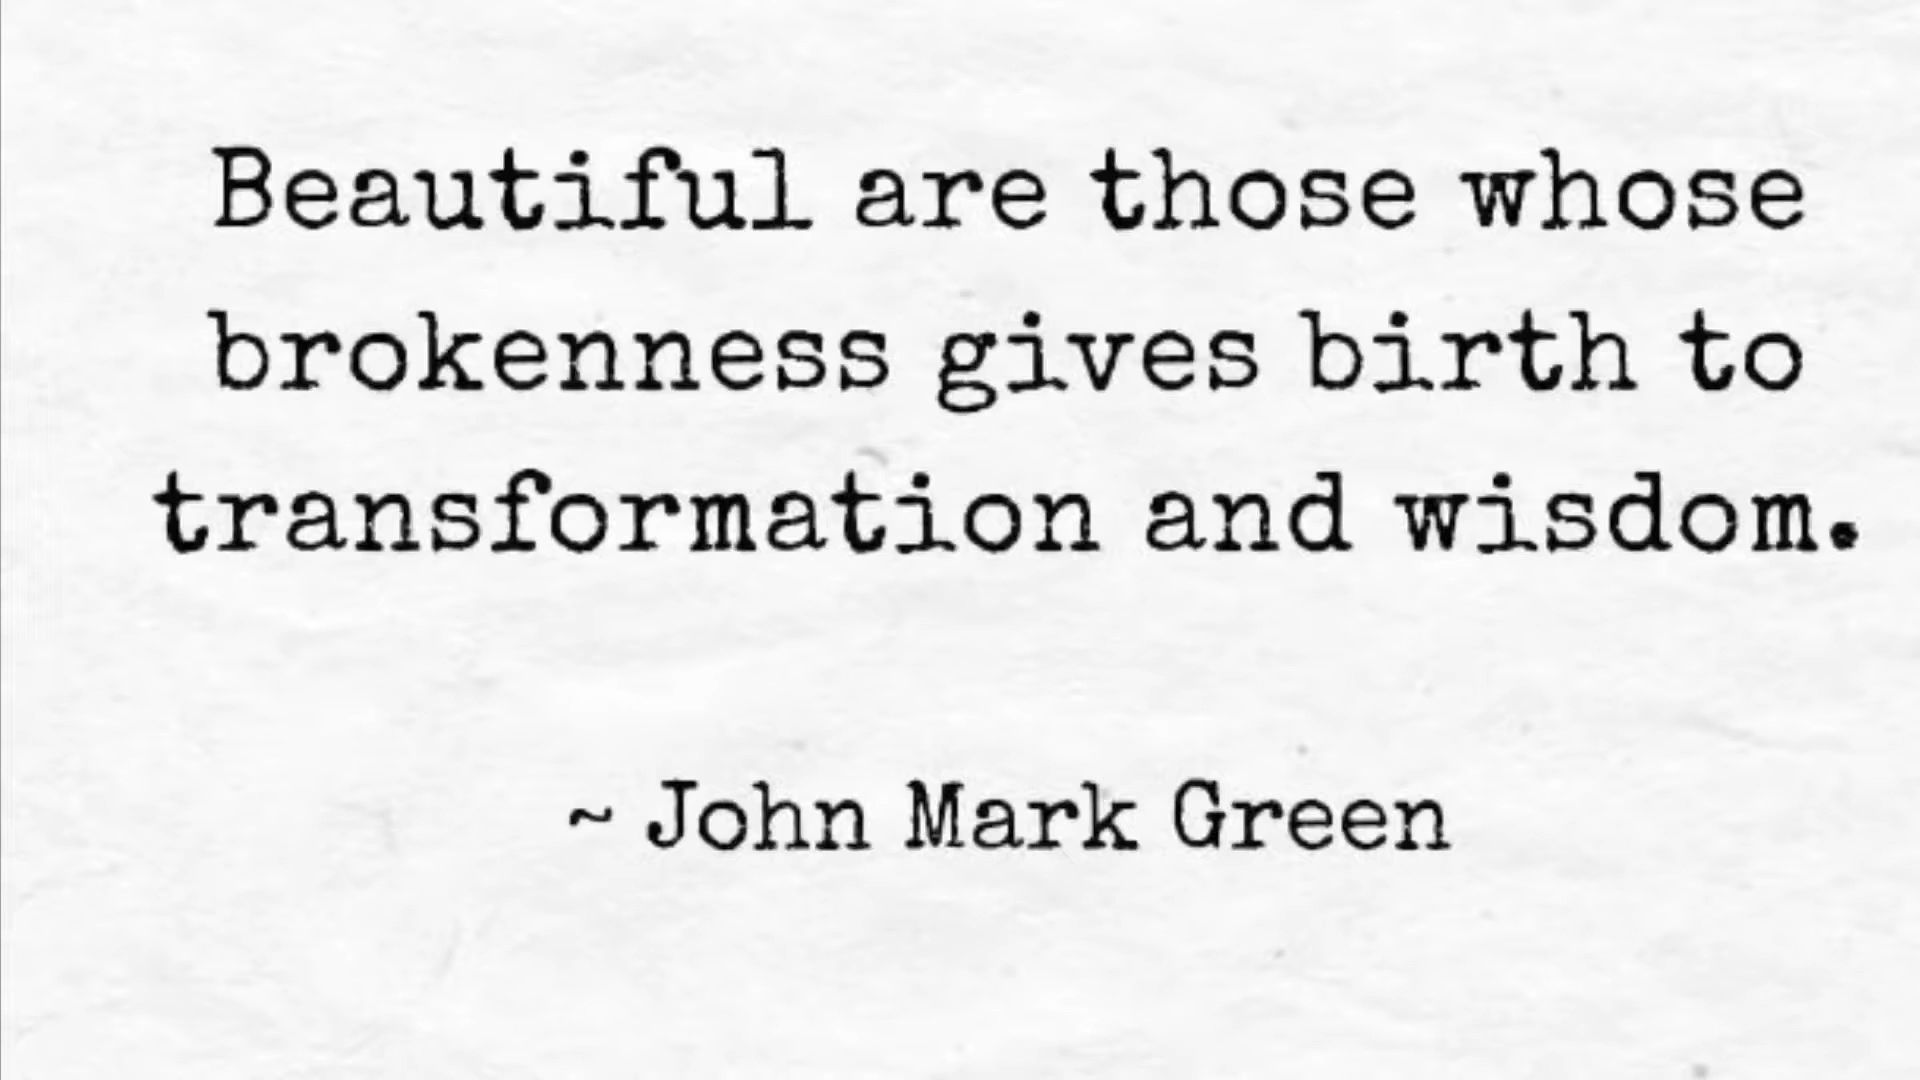 Beautiful are those whose
brokenness gives birth to
transformation and wisdom.
~ John Mark Green